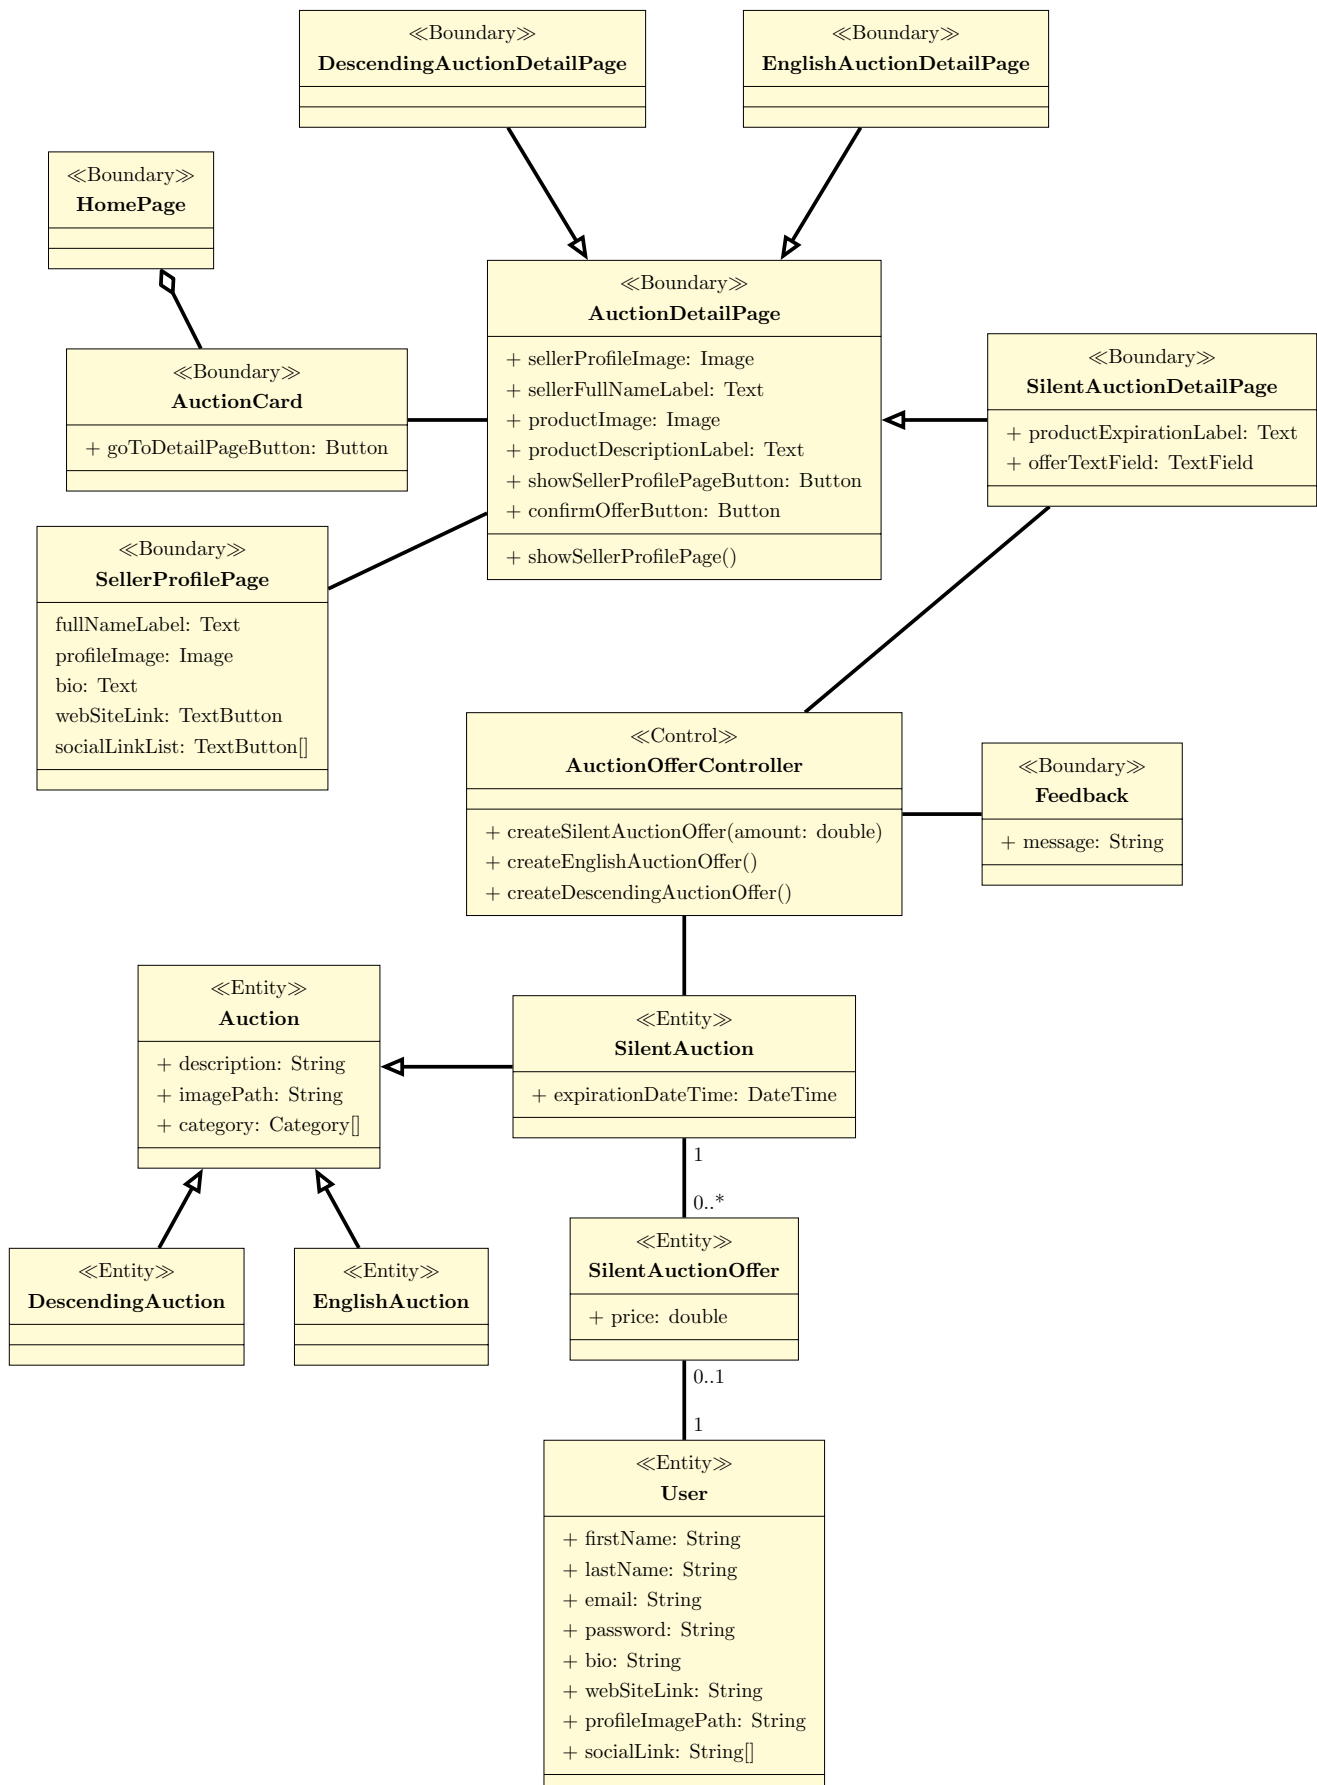 ≪Boundary≫
DescendingAuctionDetailPage
≪Boundary≫
EnglishAuctionDetailPage
≪Boundary≫
HomePage
≪Boundary≫
AuctionDetailPage
+ sellerProfileImage: Image
+ sellerFullNameLabel: Text
+ productImage: Image
+ productDescriptionLabel: Text
+ showSellerProfilePageButton: Button
+ confirmOfferButton: Button
+ showSellerProfilePage()
≪Boundary≫
AuctionCard
+ goToDetailPageButton: Button
≪Boundary≫
SilentAuctionDetailPage
+ productExpirationLabel: Text
+ offerTextField: TextField
≪Boundary≫
SellerProfilePage
fullNameLabel: Text
profileImage: Image
bio: Text
webSiteLink: TextButton
socialLinkList: TextButton[]
≪Control≫
AuctionOfferController
+ createSilentAuctionOffer(amount: double)
+ createEnglishAuctionOffer()
+ createDescendingAuctionOffer()
≪Boundary≫
Feedback
+ message: String
≪Entity≫
Auction
+ description: String
+ imagePath: String
+ category: Category[]
≪Entity≫
SilentAuction
+ expirationDateTime: DateTime
1
0..*
≪Entity≫
DescendingAuction
≪Entity≫
EnglishAuction
≪Entity≫
SilentAuctionOffer
+ price: double
0..1
1
≪Entity≫
User
+ firstName: String
+ lastName: String
+ email: String
+ password: String
+ bio: String
+ webSiteLink: String
+ profileImagePath: String
+ socialLink: String[]